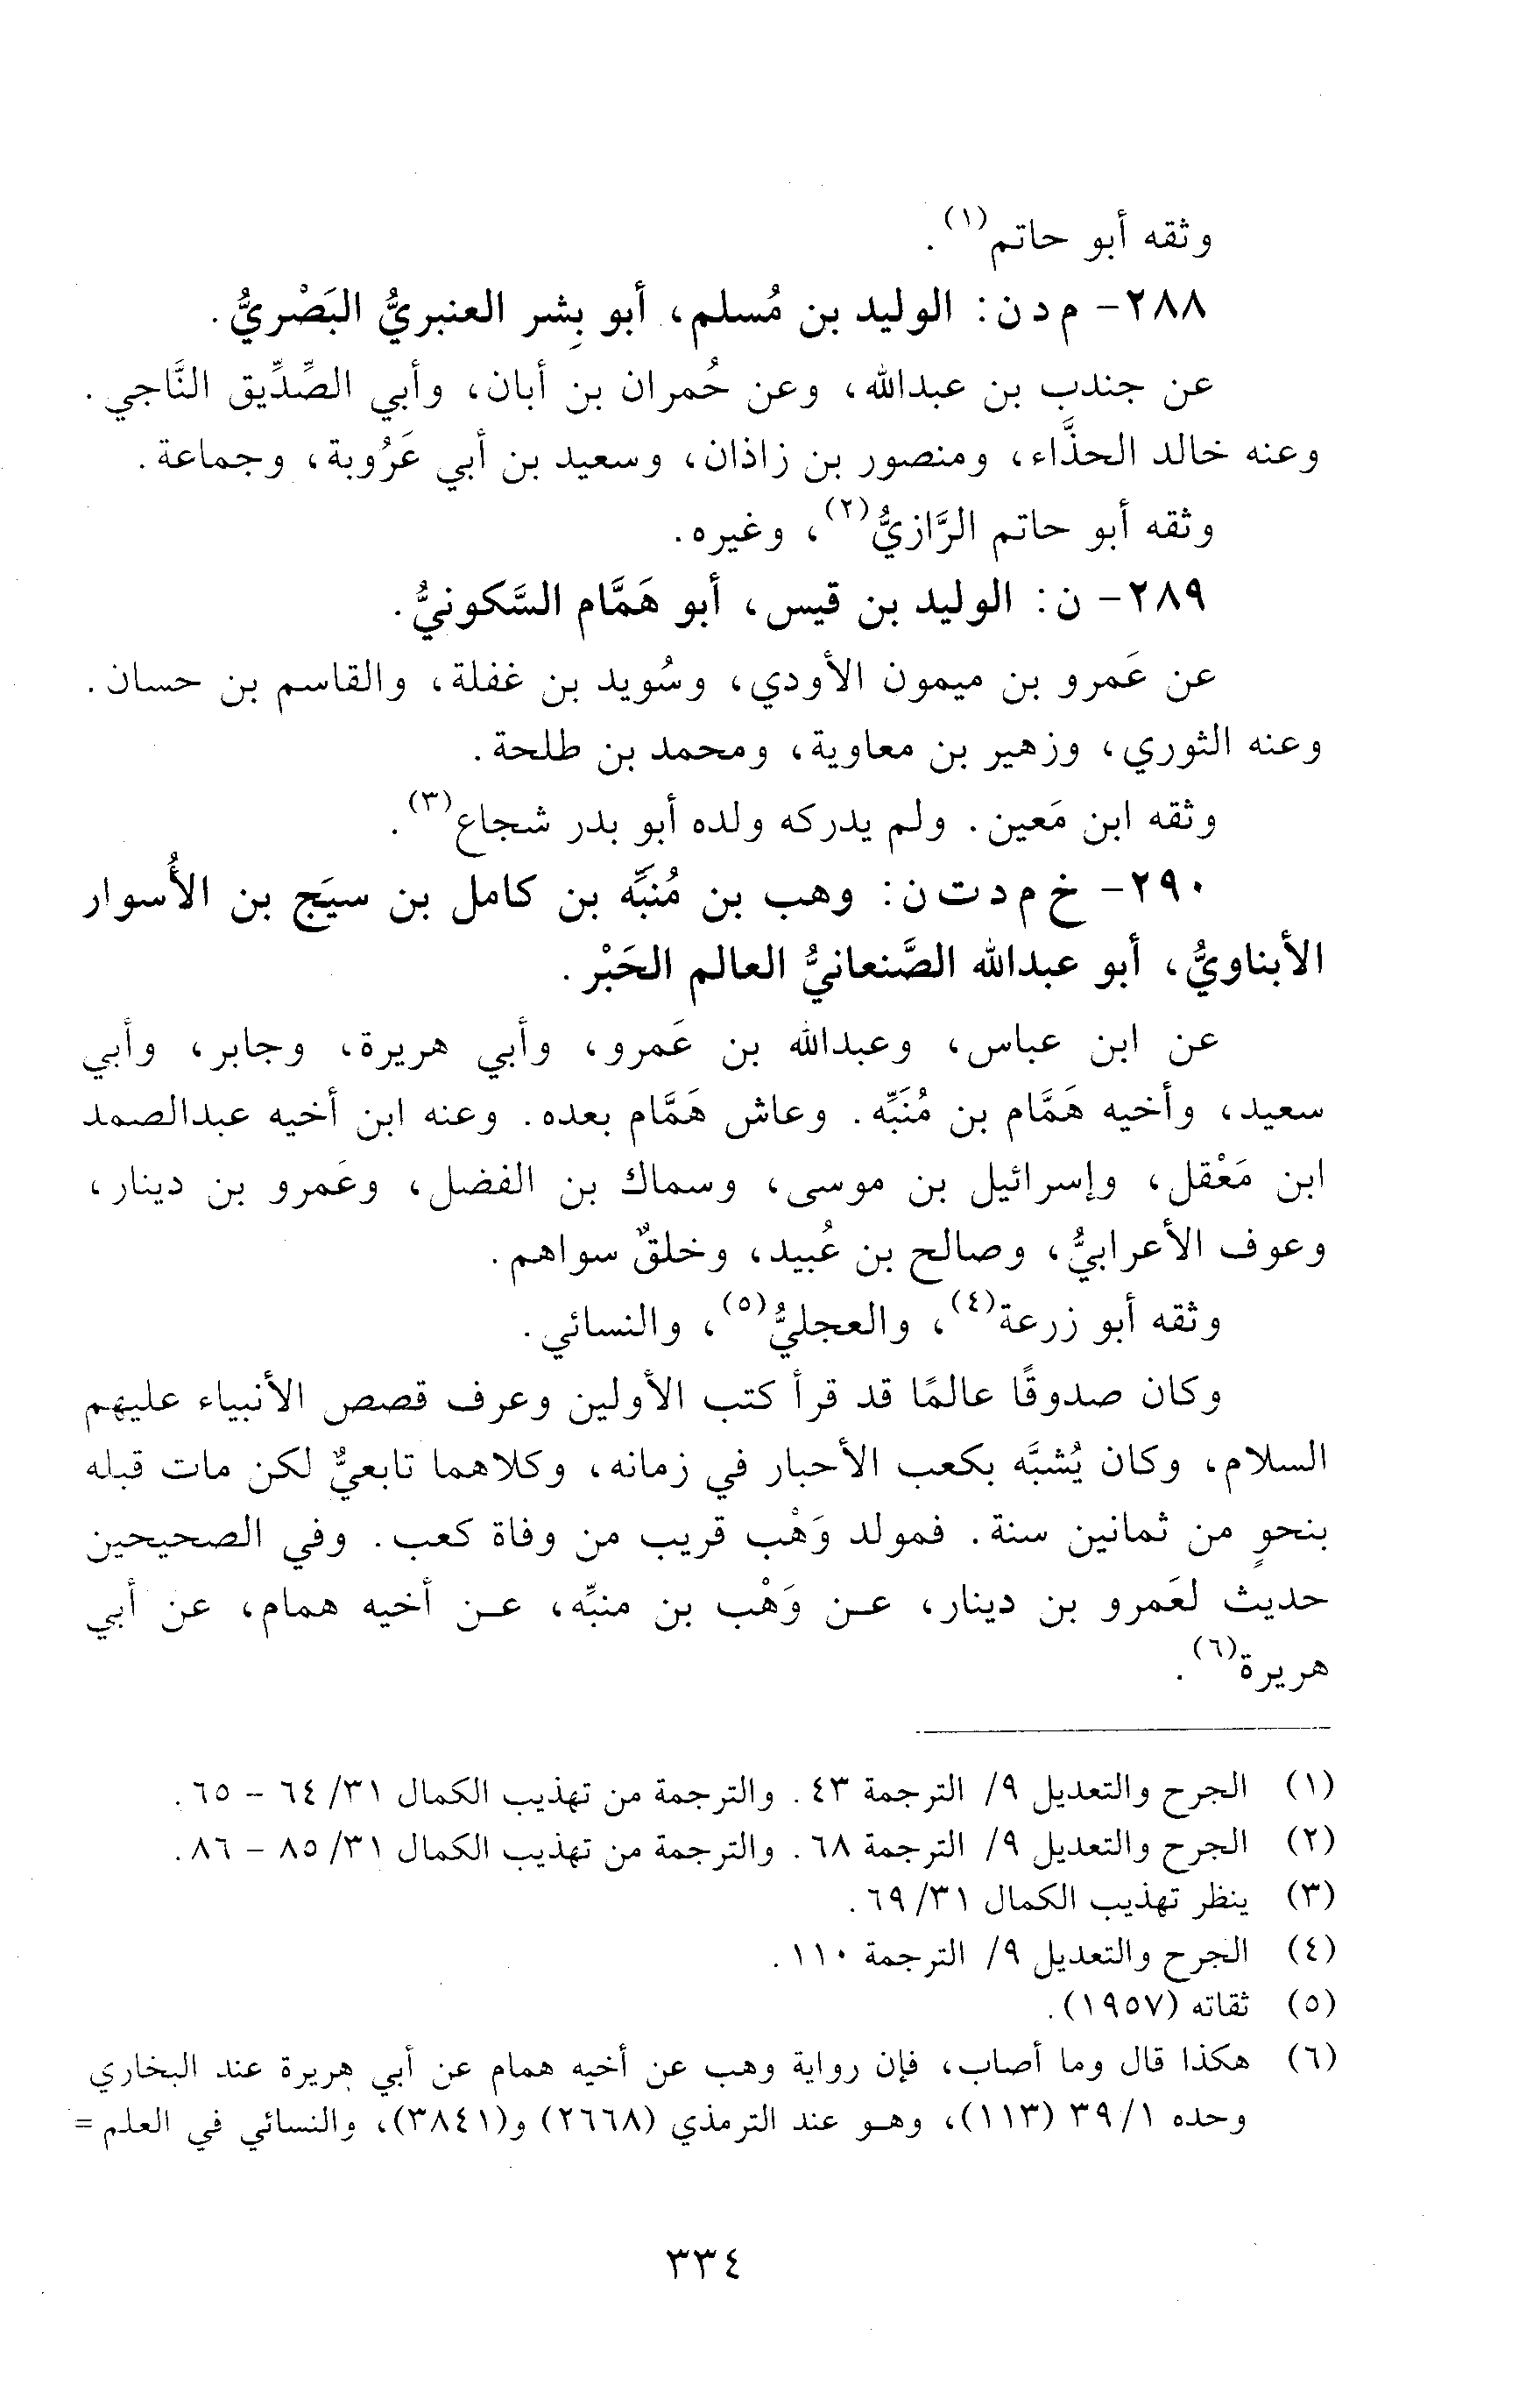 وثقه أبو حاتم(١).
٢٨٨- م د ن: الوليد بن مُسلم، أبو بِشر العنبريُّ البَصْريُّ.
عن جندب بن عبدالله، وعن حُمران بن أبان، وأبي الصِّدِّيق النَّاجي.
وعنه خالد الحذَّاء، ومنصور بن زاذان، وسعيد بن أبي عَرُوبة، وجماعة.
وثقه أبو حاتم الرَّازيُّ(٢)، وغيره.
٢٨٩- ن: الوليد بن قيس، أبو هَمَّام السَّكونيُّ.
عن عَمرو بن ميمون الأودي، وسُويد بن غفلة، والقاسم بن حسان.
وعنه الثوري، وزهير بن معاوية، ومحمد بن طلحة.
وثقه ابن مَعين. ولم يدركه ولده أبو بدر شجاع(٣).
٢٩٠- خ م د ت ن: وهب بن مُنبِّه بن كامل بن سيَج بن الأُسوار
الأبناويُّ، أبو عبدالله الصَّنعانيُّ العالم الحَبْر.
عن ابن عباس، وعبدالله بن عَمرو، وأبي هريرة، وجابر، وأبي
سعيد، وأخيه هَمَّام بن مُنَبِّه. وعاش هَمَّام بعده. وعنه ابن أخيه عبدالصمد
ابن مَعْقل، وإسرائيل بن موسى، وسماك بن الفضل، وعَمرو بن دينار،
وعوف الأعرابيُّ، وصالح بن عُبيد، وخلقٌ سواهم.
وثقه أبو زرعة(٤)، والعجليُّ(٥)، والنسائي.
وكان صدوقًا عالمًا قد قرأ كتب الأولين وعرف قصص الأنبياء عليهم
السلام، وكان يُشبَّه بكعب الأحبار في زمانه، وكلاهما تابعيٌّ لكن مات قبله
بنحوٍ من ثمانين سنة. فمولد وَهْب قريب من وفاة كعب. وفي الصحيحين
حديث لعَمرو بن دينار، عن وَهْب بن منبِّه، عن أخيه همام، عن أبي
هريرة(٦).
(١) الجرح والتعديل ٩/ الترجمة ٤٣. والترجمة من تهذيب الكمال ٣١/ ٦٤ - ٦٥.
(٢) الجرح والتعديل ٩/ الترجمة ٦٨. والترجمة من تهذيب الكمال ٣١/ ٨٥ - ٨٦.
(٣) ينظر تهذيب الكمال ٣١/ ٦٩.
(٤) الجرح والتعديل ٩/ الترجمة ١١٠.
(٥) ثقاته (١٩٥٧).
(٦) هكذا قال وما أصاب، فإن رواية وهب عن أخيه همام عن أبي هريرة عند البخاري
وحده ١/ ٣٩ (١١٣)، وهو عند الترمذي (٢٦٦٨) و(٣٨٤١)، والنسائي في العلم =
٣٣٤